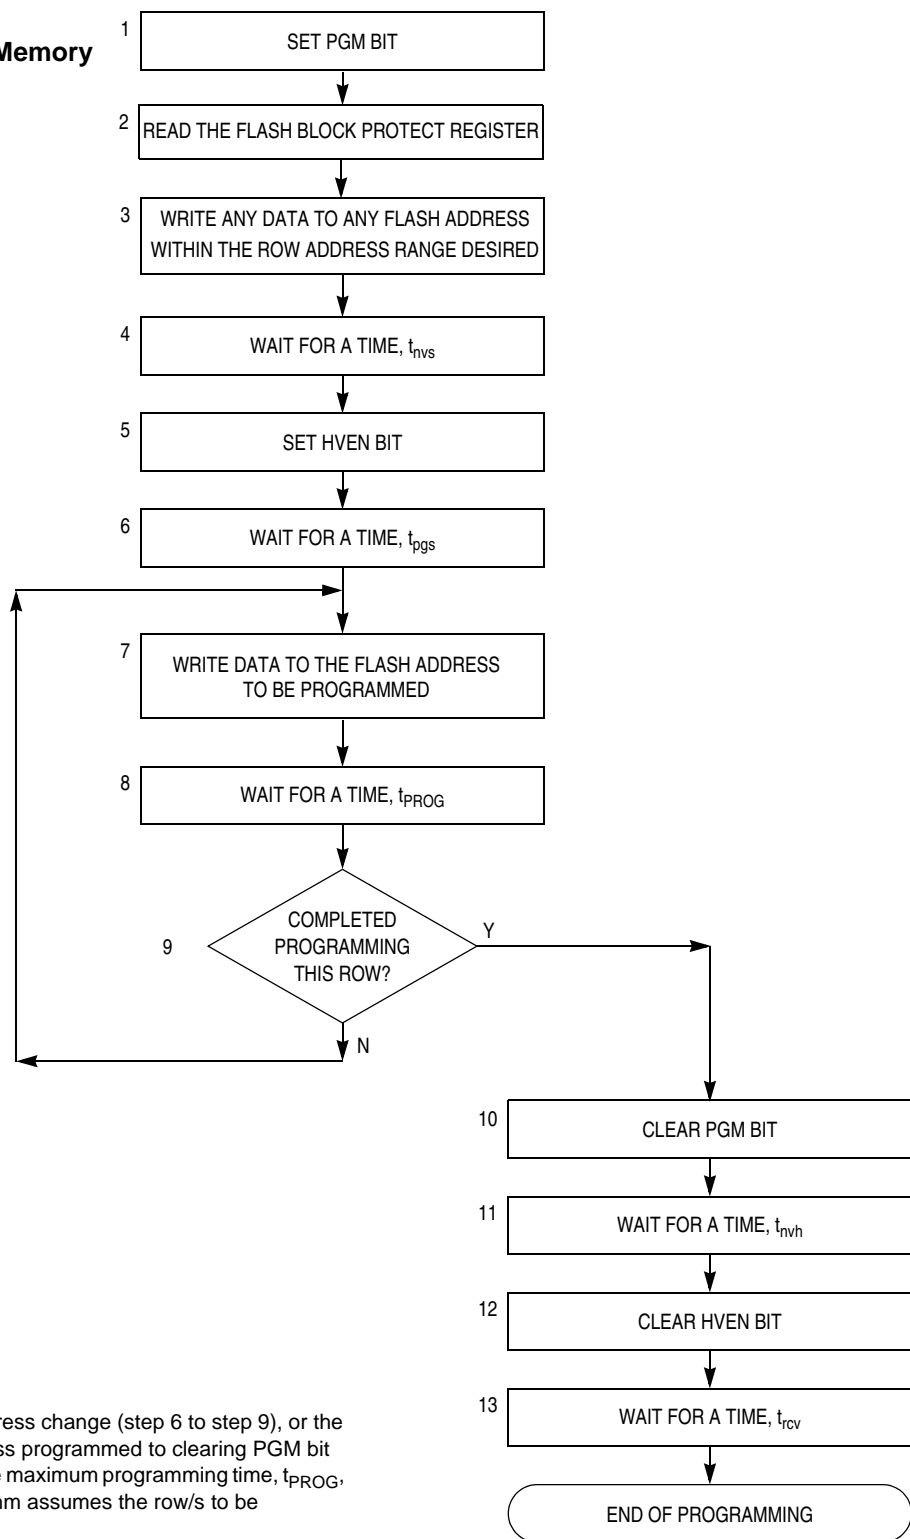 Memory
1
SET PGM BIT
2
READ THE FLASH BLOCK PROTECT REGISTER
3
WRITE ANY DATA TO ANY FLASH ADDRESS
WITHIN THE ROW ADDRESS RANGE DESIRED
4
WAIT FOR A TIME, tnvs
5
SET HVEN BIT
6
WAIT FOR A TIME, tpgs
7
WRITE DATA TO THE FLASH ADDRESS
TO BE PROGRAMMED
8
WAIT FOR A TIME, tPROG
9
COMPLETED
PROGRAMMING
THIS ROW?
Y
N
10
CLEAR PGM BIT
11
WAIT FOR A TIME, tnvh
12
CLEAR HVEN BIT
13
WAIT FOR A TIME, trcv
END OF PROGRAMMING
ress change (step 6 to step 9), or the
ss programmed to clearing PGM bit
e maximum programming time, tPROG,
hm assumes the row/s to be